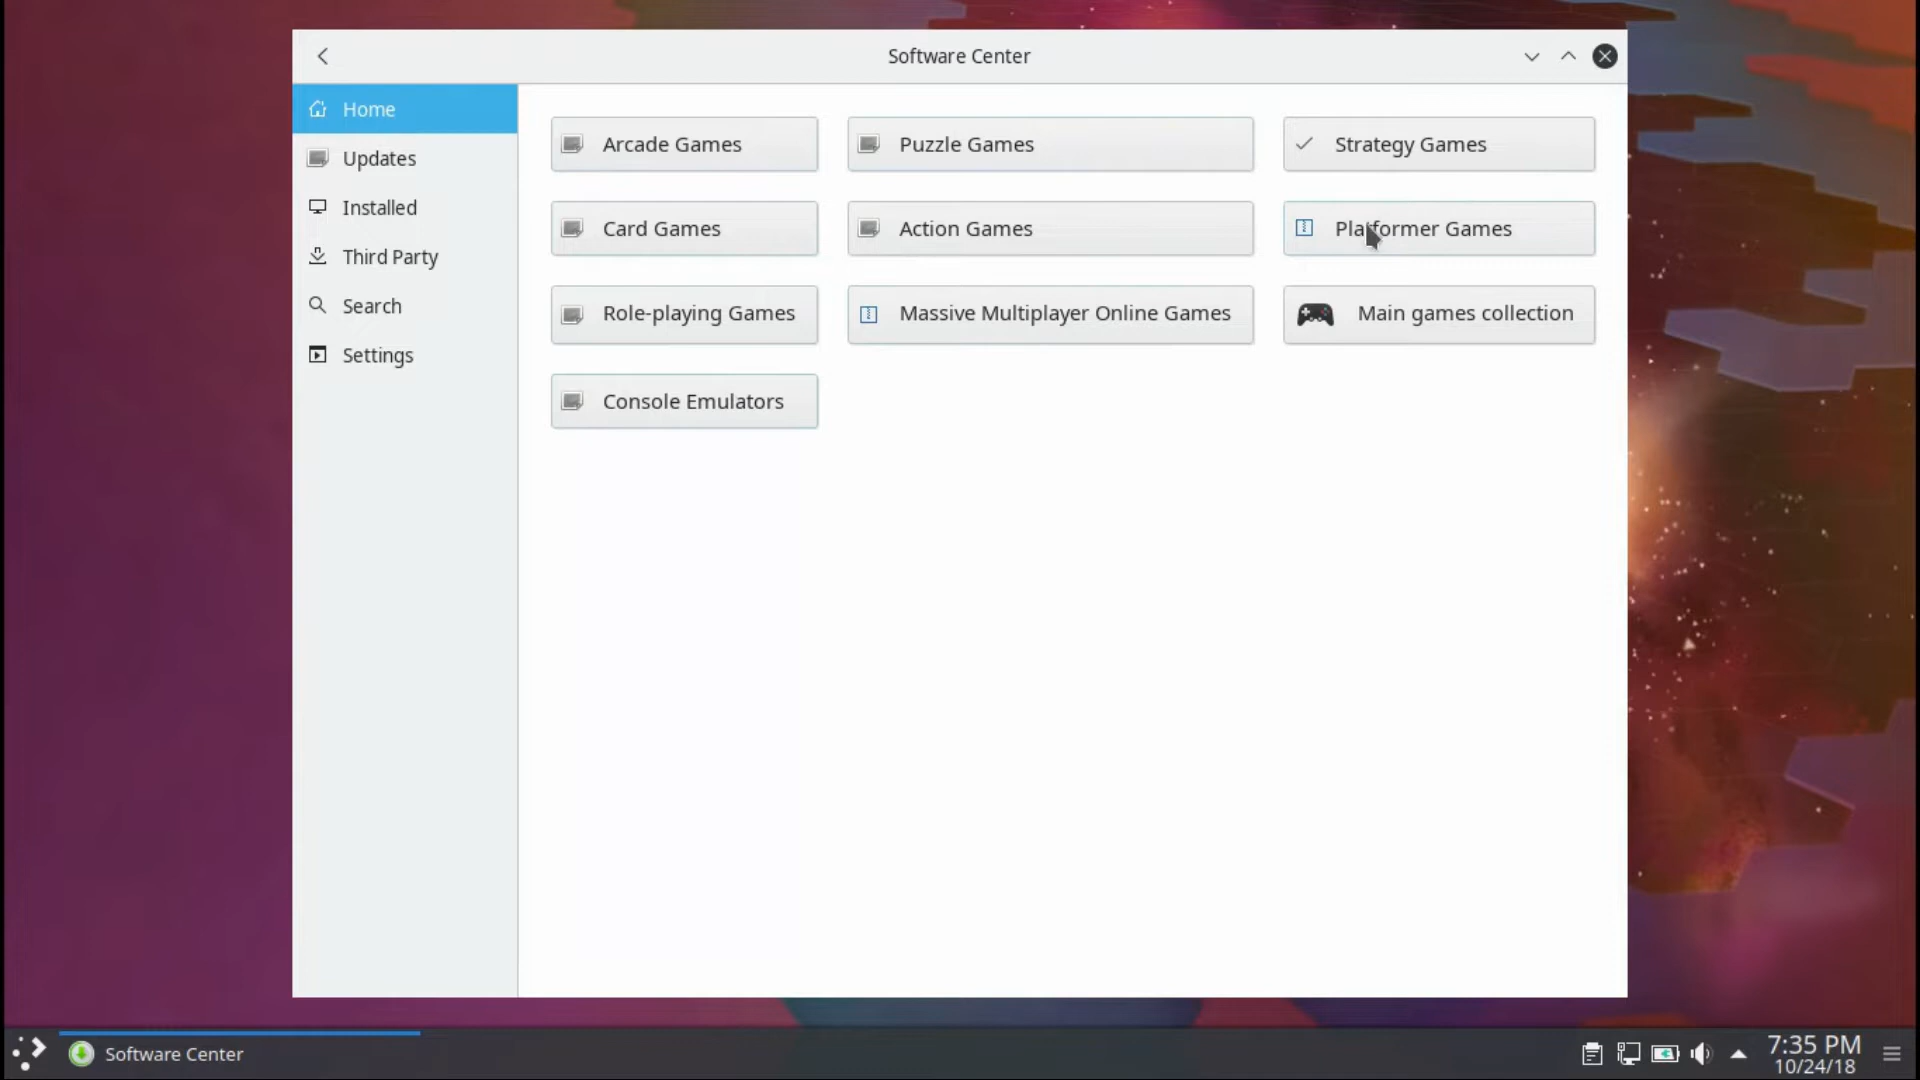 Software Center
Home
Updates
Installed
Third Party
Search
Settings
Arcade Games
Puzzle Games
Strategy Games
Card Games
Action Games
Platformer Games
Role-playing Games
Massive Multiplayer Online Games
Main games collection
Console Emulators
Software Center
7:35 PM
10/24/18